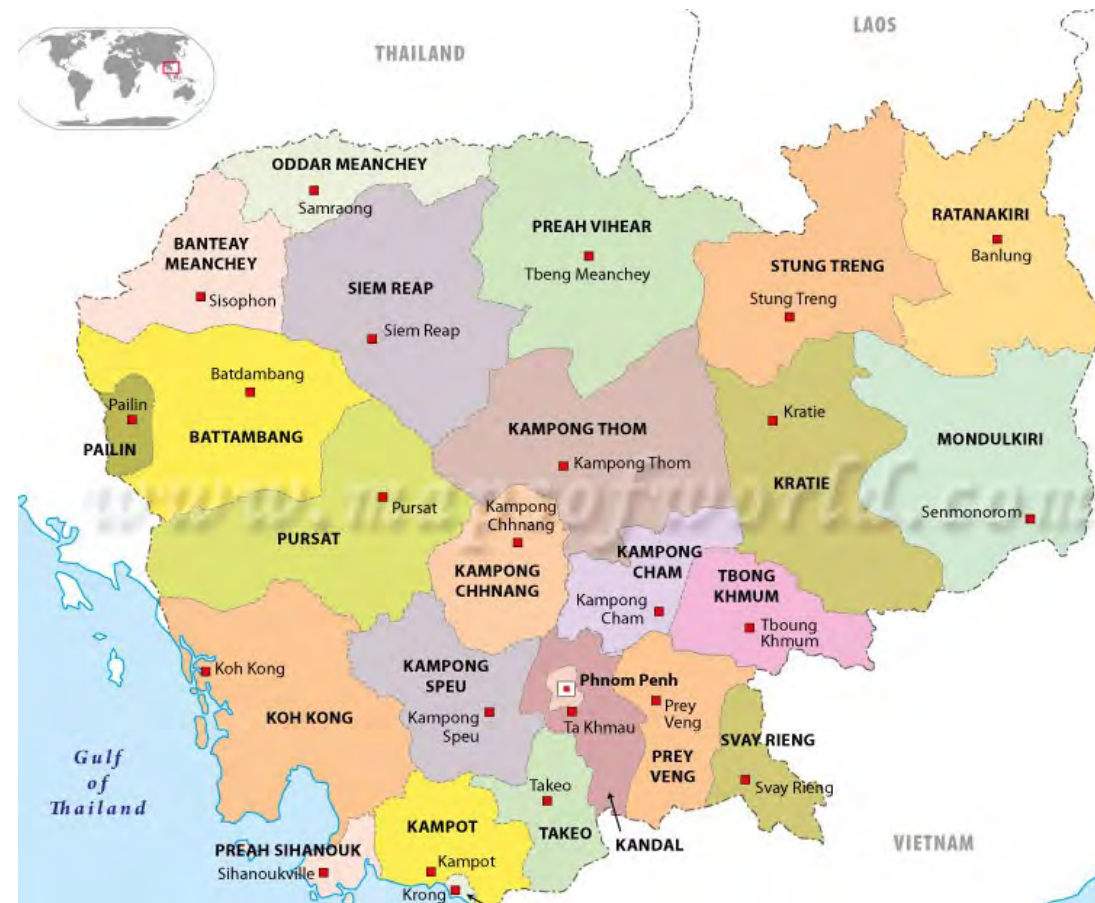 LAOS
THAILAND
ODDAR MEANCHEY
Samraong
RATANAKIRI
Banlung
PREAH VIHEAR
Tbeng Meanchey
BANTEAY
MEANCHEY
Sisophon
STUNG TRENG
Stung Treng
SIEM REAP
Siem Reap
Batdambang
BATTAMBANG
Pailin
PAILIN
Kratie
KRATIE
KAMPONG THOM
Kampong Thom
MONDULKIRI
Senmonorom
www.mapsofworld.com
Pursat
PURSAT
Kampong
Chhnang
KAMPONG
CHHNANG
KAMPONG
CHAM
Kampong
Cham
TBONG
KHMUM
Tboung
Khmum
Koh Kong
KOH KONG
KAMPONG
SPEU
Kampong
Speu
Phnom Penh
Ta Khmau
Prey
Veng
PREY
VENG
SVAY RIENG
Svay Rieng
Gulf
of
Thailand
Takeo
TAKEO
KANDAL
KAMPOT
Kampot
PREAH SIHANOUK
Sihanoukville
Krong
VIETNAM